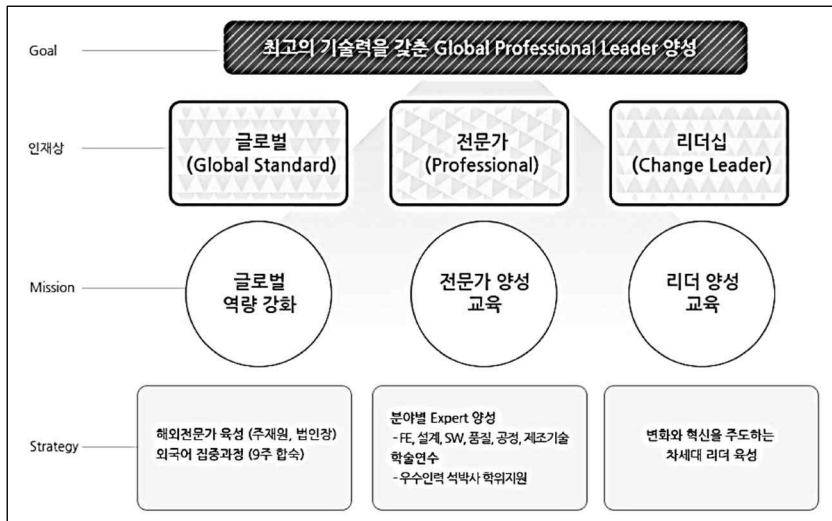 Goal
최고의 기술력을 갖춘 Global Professional Leader 양성
인재상
글로벌
(Global Standard)
전문가
(Professional)
리더십
(Change Leader)
Mission
글로벌
역량 강화
전문가 양성
교육
리더 양성
교육
Strategy
해외전문가 육성 (주재원, 법인장)
외국어 집중과정 (9주 합숙)
분야별 Expert 양성
- FE, 설계, SW, 품질, 공정, 제조기술
학술연수
- 우수인력 석박사 학위지원
변화와 혁신을 주도하는
차세대 리더 육성